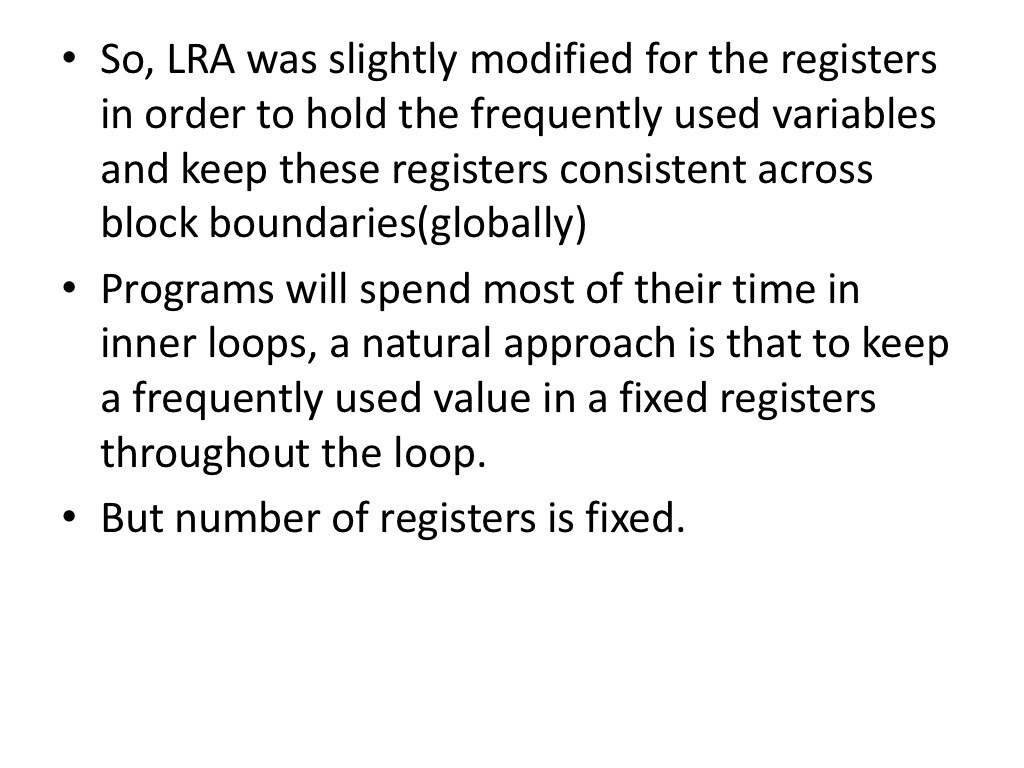 • So, LRA was slightly modified for the registers
in order to hold the frequently used variables
and keep these registers consistent across
block boundaries(globally)
• Programs will spend most of their time in
inner loops, a natural approach is that to keep
a frequently used value in a fixed registers
throughout the loop.
• But number of registers is fixed.